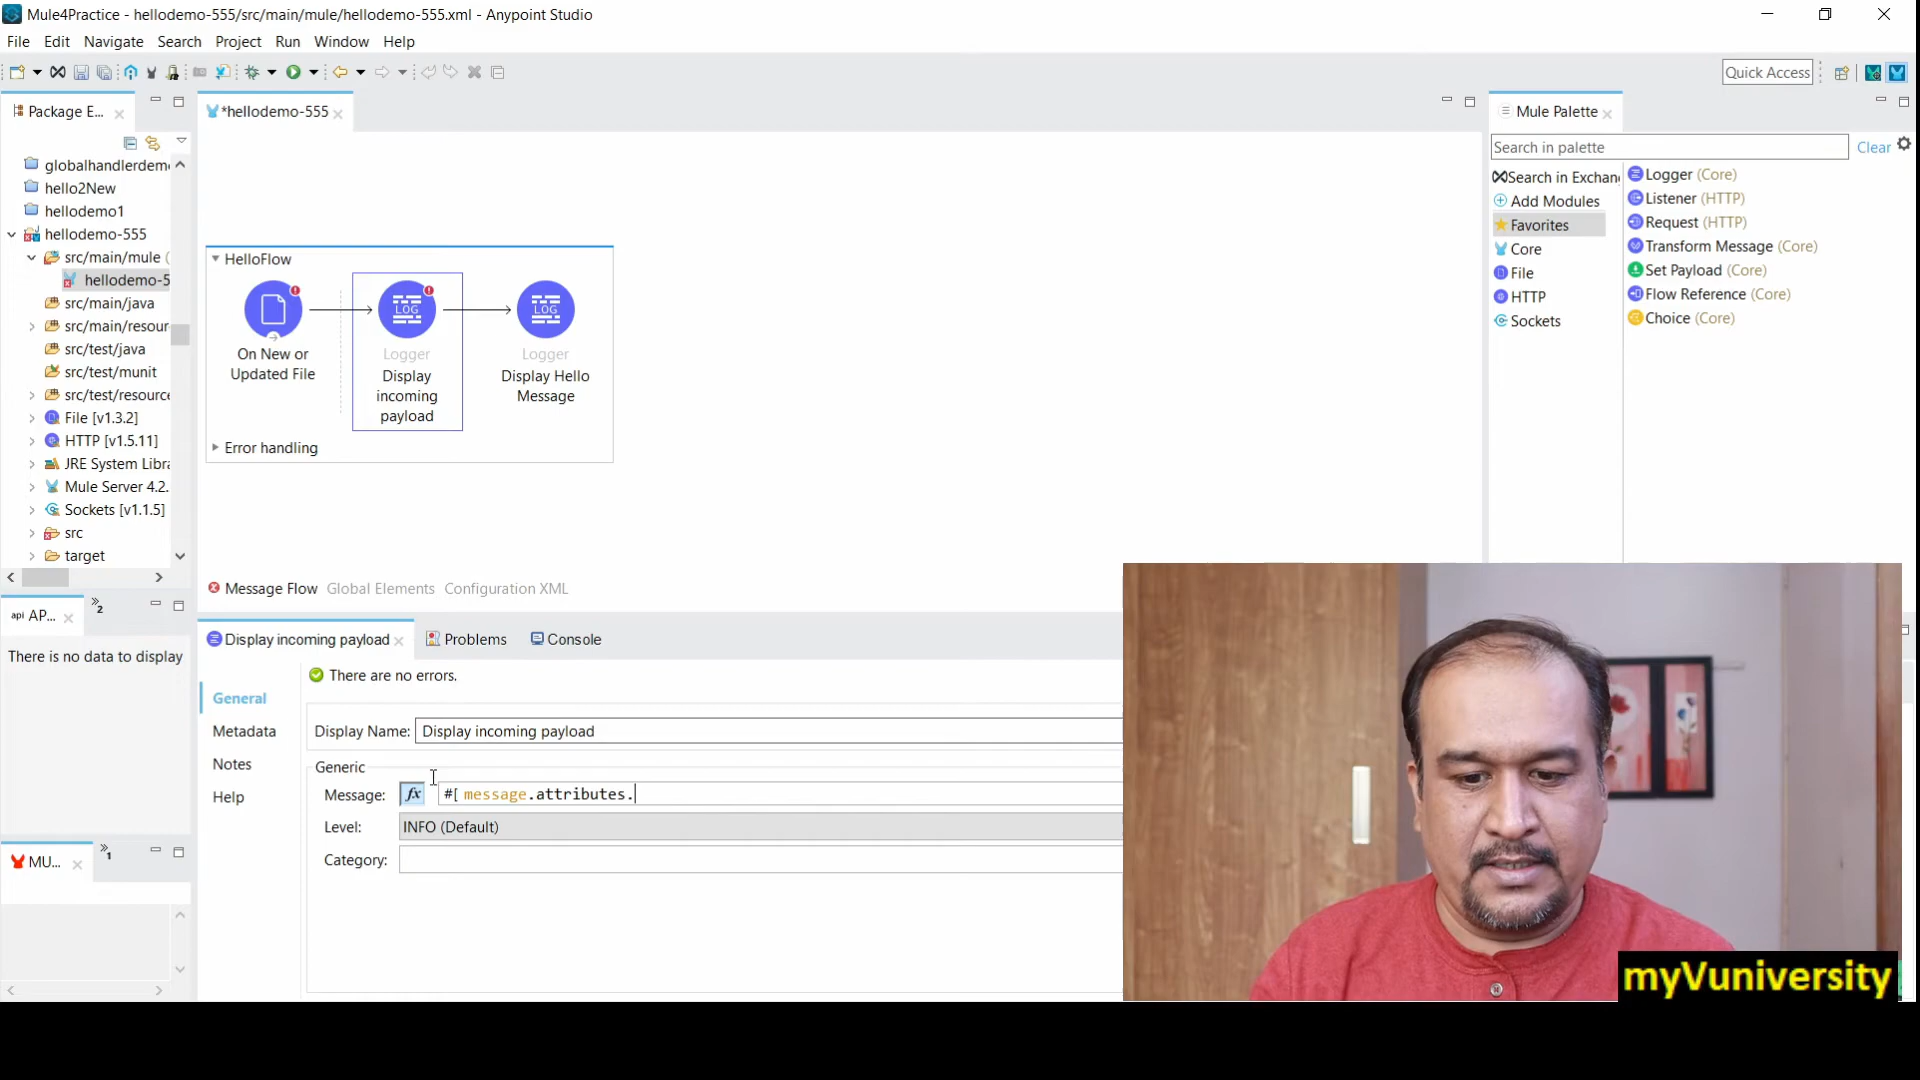 Mule4Practice - hellodemo-555/src/main/mule/hellodemo-555.xml - Anypoint Studio
File Edit Navigate Search Project Run Window Help
Quick Access
Package E...
globalhandlerdem
hello2New
hellodemo1
hellodemo-555
src/main/mule (
hellodemo-5
src/main/java
src/main/resour
src/test/java
src/test/munit
src/test/resource
File [v1.3.2]
HTTP [v1.5.11]
JRE System Libra
Mule Server 4.2.
Sockets [v1.1.5]
src
target
*hellodemo-555
HelloFlow
LOG LOG
On New or Updated File
Logger
Display incoming payload
Logger
Display Hello Message
Error handling
Message Flow Global Elements Configuration XML
Mule Palette
Search in palette
Clear
Search in Exchan
Add Modules
Favorites
Core
File
HTTP
Sockets
Logger (Core)
Listener (HTTP)
Request (HTTP)
Transform Message (Core)
Set Payload (Core)
Flow Reference (Core)
Choice (Core)
api AP...
2
There is no data to display
MU...
1
Display incoming payload Problems Console
There are no errors.
General
Metadata
Notes
Help
Display Name: Display incoming payload
Generic
Message: fx #[ message.attributes.
Level: INFO (Default)
Category:
myVuniversity